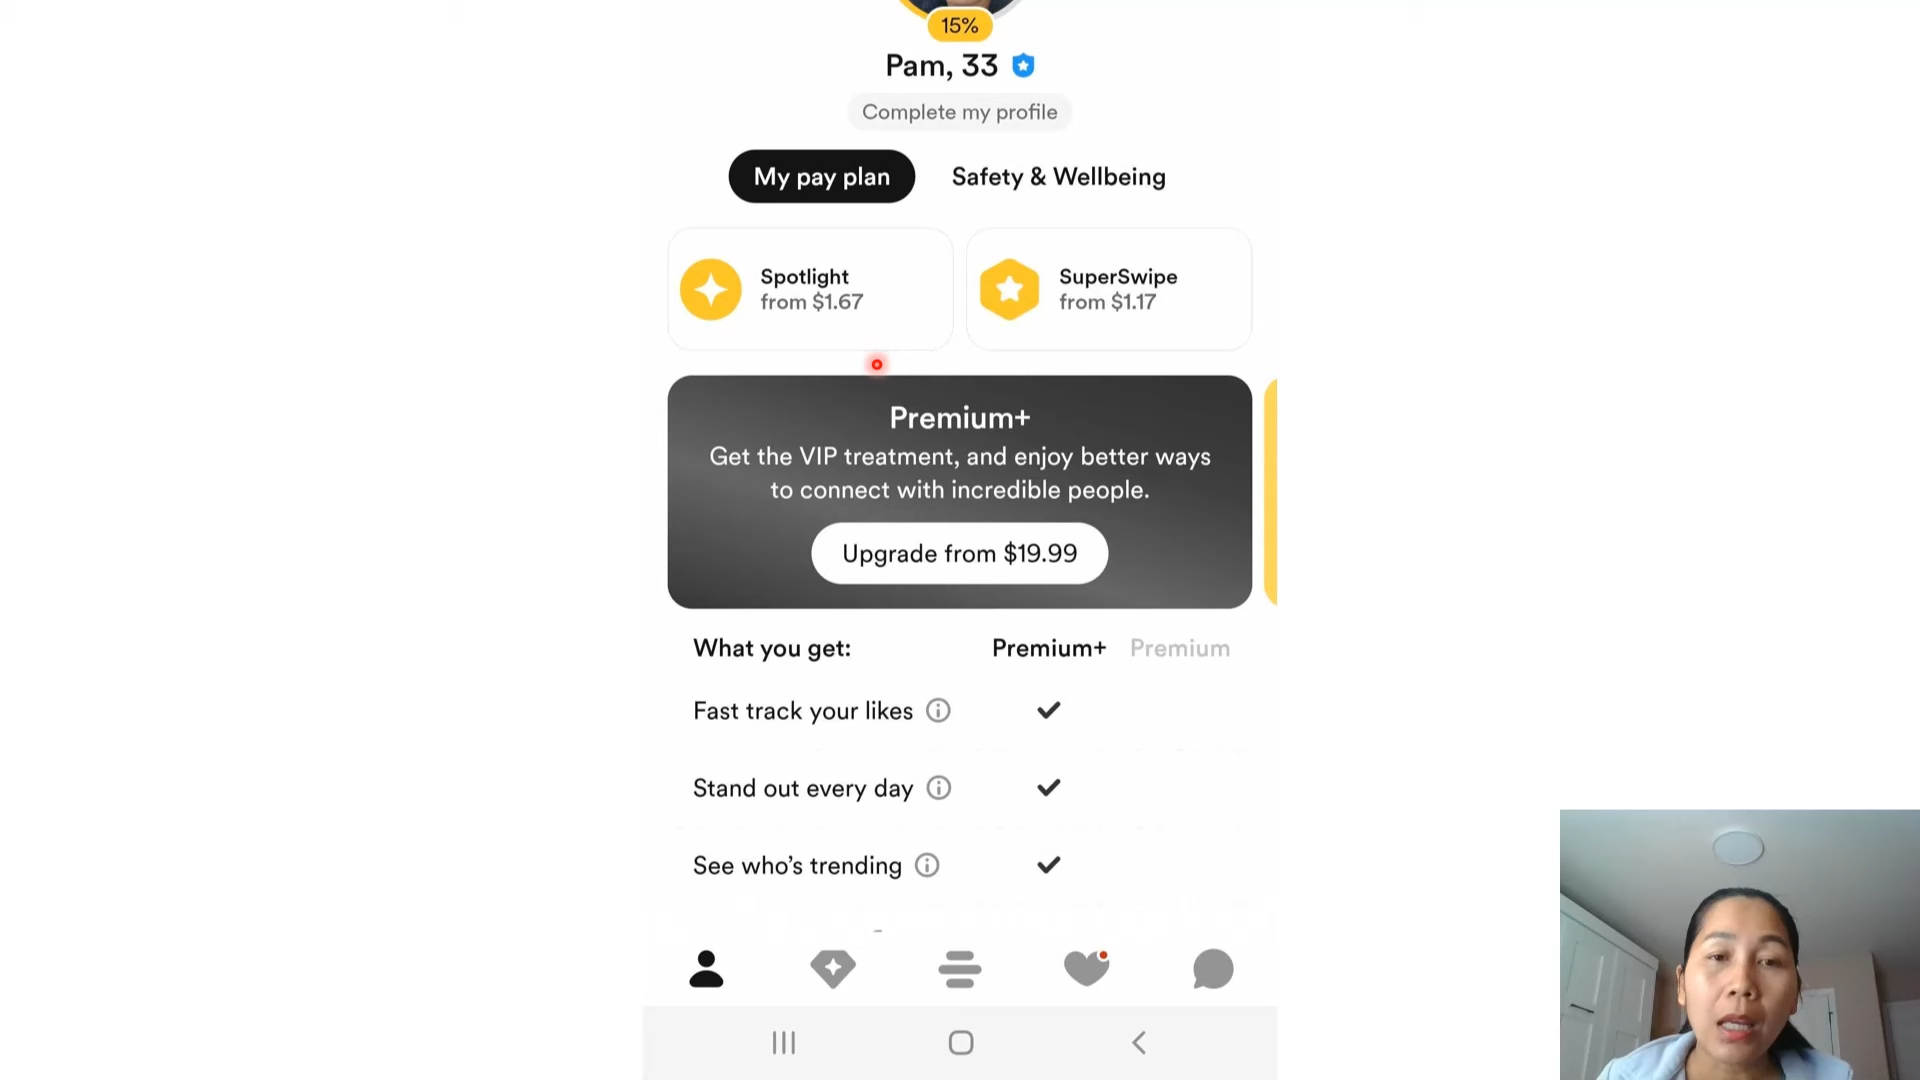 15%
Pam, 33
Complete my profile
My pay plan
Safety & Wellbeing
Spotlight
from $1.67
SuperSwipe
from $1.17
Premium+
Get the VIP treatment, and enjoy better ways
to connect with incredible people.
Upgrade from $19.99
What you get: Premium+ Premium
Fast track your likes
Stand out every day
See who's trending